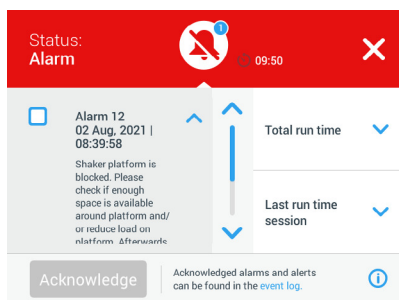 Status:
Alarm
1
09:50
Alarm 12
02 Aug, 2021 |
08:39:58
Shaker platform is
blocked. Please
check if enough
space is available
around platform and/
or reduce load on
platform. Afterwards
Total run time
Last run time
session
Acknowledge
Acknowledged alarms and alerts
can be found in the event log.